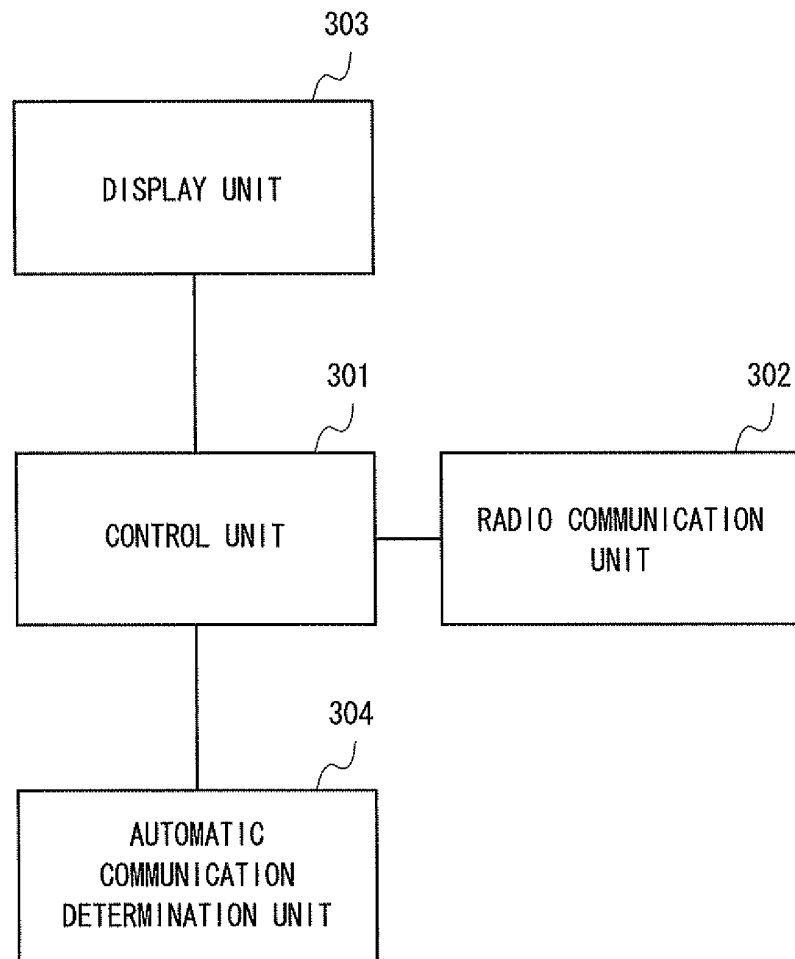 303
DISPLAY UNIT
301
302
CONTROL UNIT
RADIO COMMUNICATION
UNIT
304
AUTOMATIC
COMMUNICATION
DETERMINATION UNIT